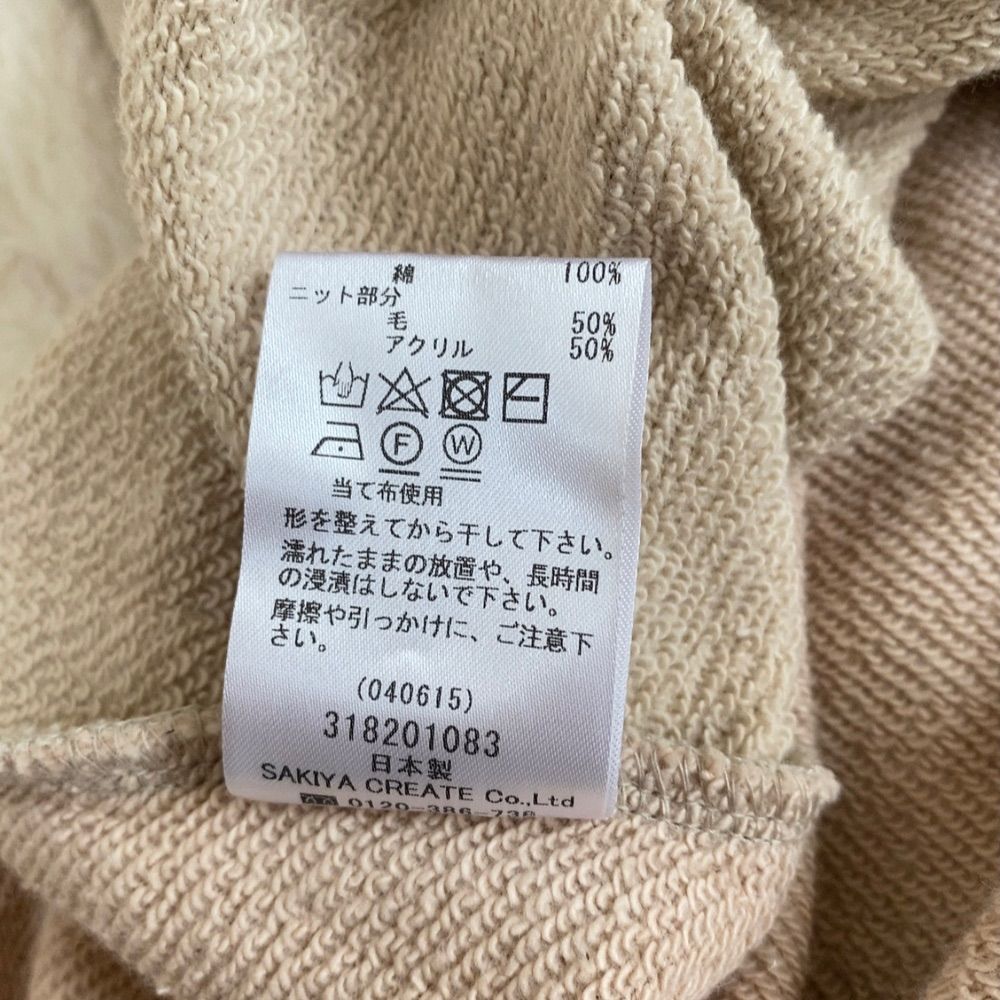 綿 100%
ニット部分
毛 50%
アクリル 50%
F W
当て布使用
形を整えてから干して下さい。
濡れたままの放置や、長時間
の浸漬はしないで下さい。
摩擦や引っかけに、ご注意下
さい。
(040615)
318201083
日本製
SAKIYA CREATE Co.,Ltd
0120-386-738